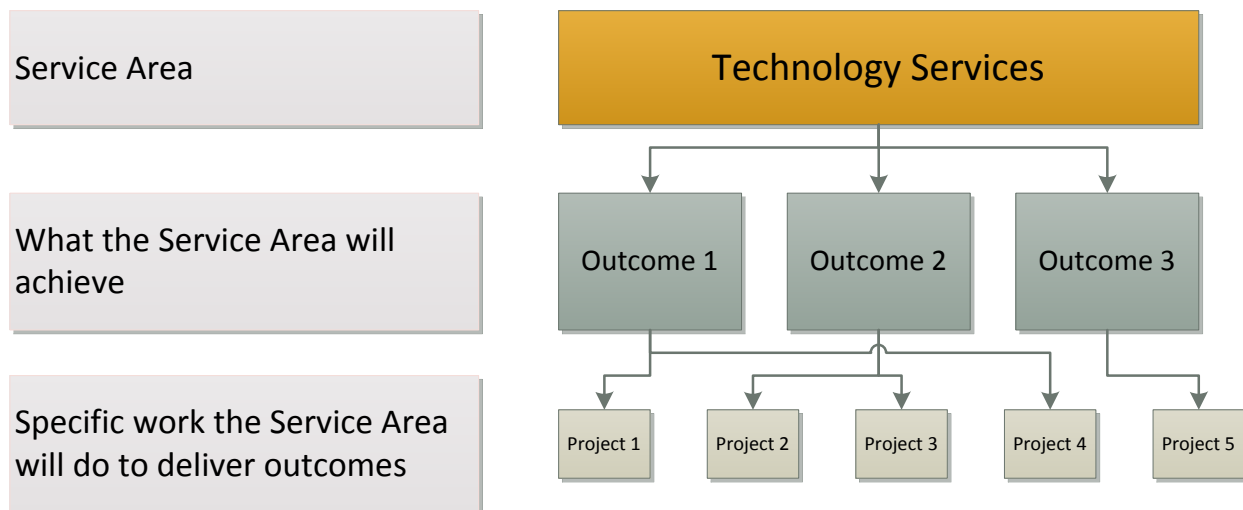 Service Area
Technology Services
What the Service Area will
achieve
Outcome 1
Outcome 2
Outcome 3
Specific work the Service Area
will do to deliver outcomes
Project 1
Project 2
Project 3
Project 4
Project 5